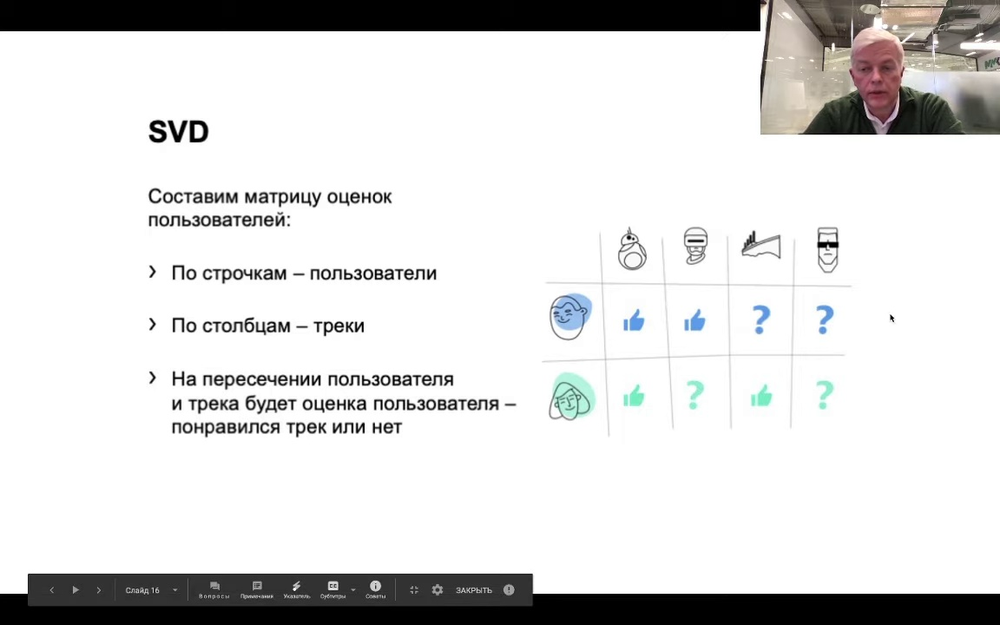 SVD
Составим матрицу оценок
пользователей:
› По строчкам – пользователи
› По столбцам – треки
› На пересечении пользователя
и трека будет оценка пользователя –
понравился трек или нет
? ?
? ?
Слайд 16
Вопросы
Примечания
Указатель
Субтитры
Советы
ЗАКРЫТЬ